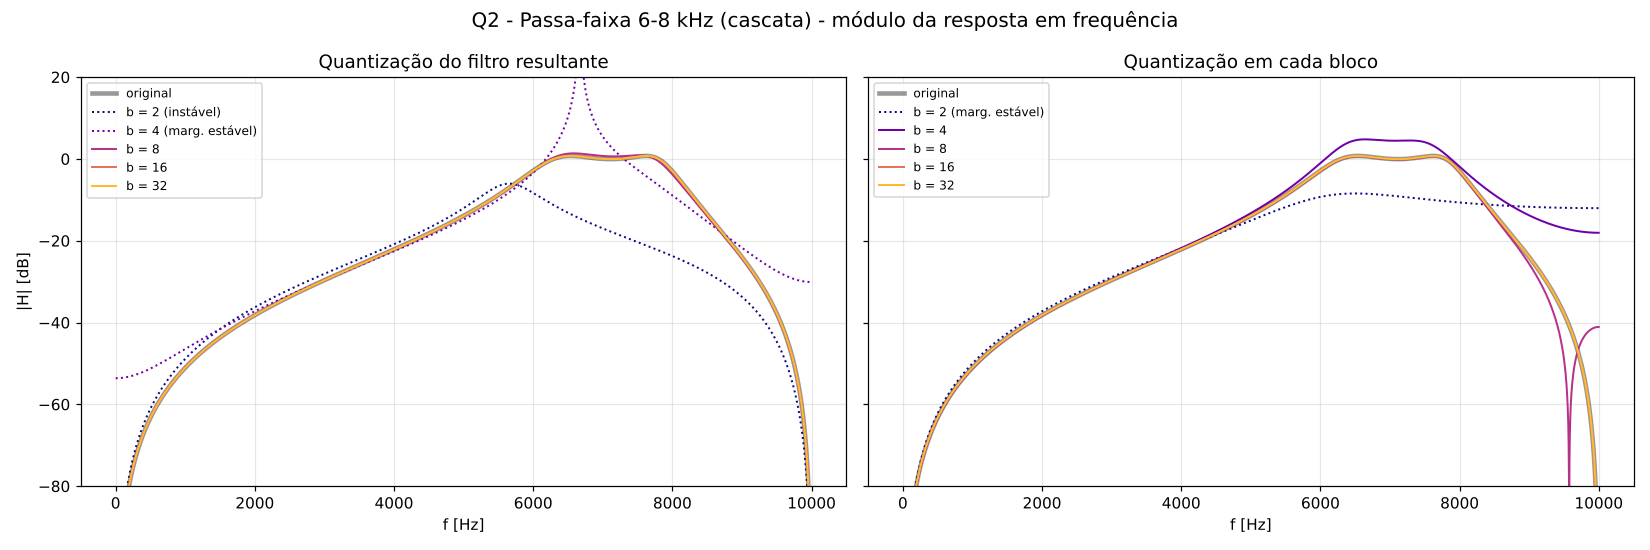 Q2 - Passa-faixa 6-8 kHz (cascata) - módulo da resposta em frequência
Quantização do filtro resultante
Quantização em cada bloco
|H| [dB]
20
0
−20
−40
−60
−80
original
b = 2 (instável)
b = 4 (marg. estável)
b = 8
b = 16
b = 32
0
2000
4000
6000
8000
10000
f [Hz]
original
b = 2 (marg. estável)
b = 4
b = 8
b = 16
b = 32
0
2000
4000
6000
8000
10000
f [Hz]